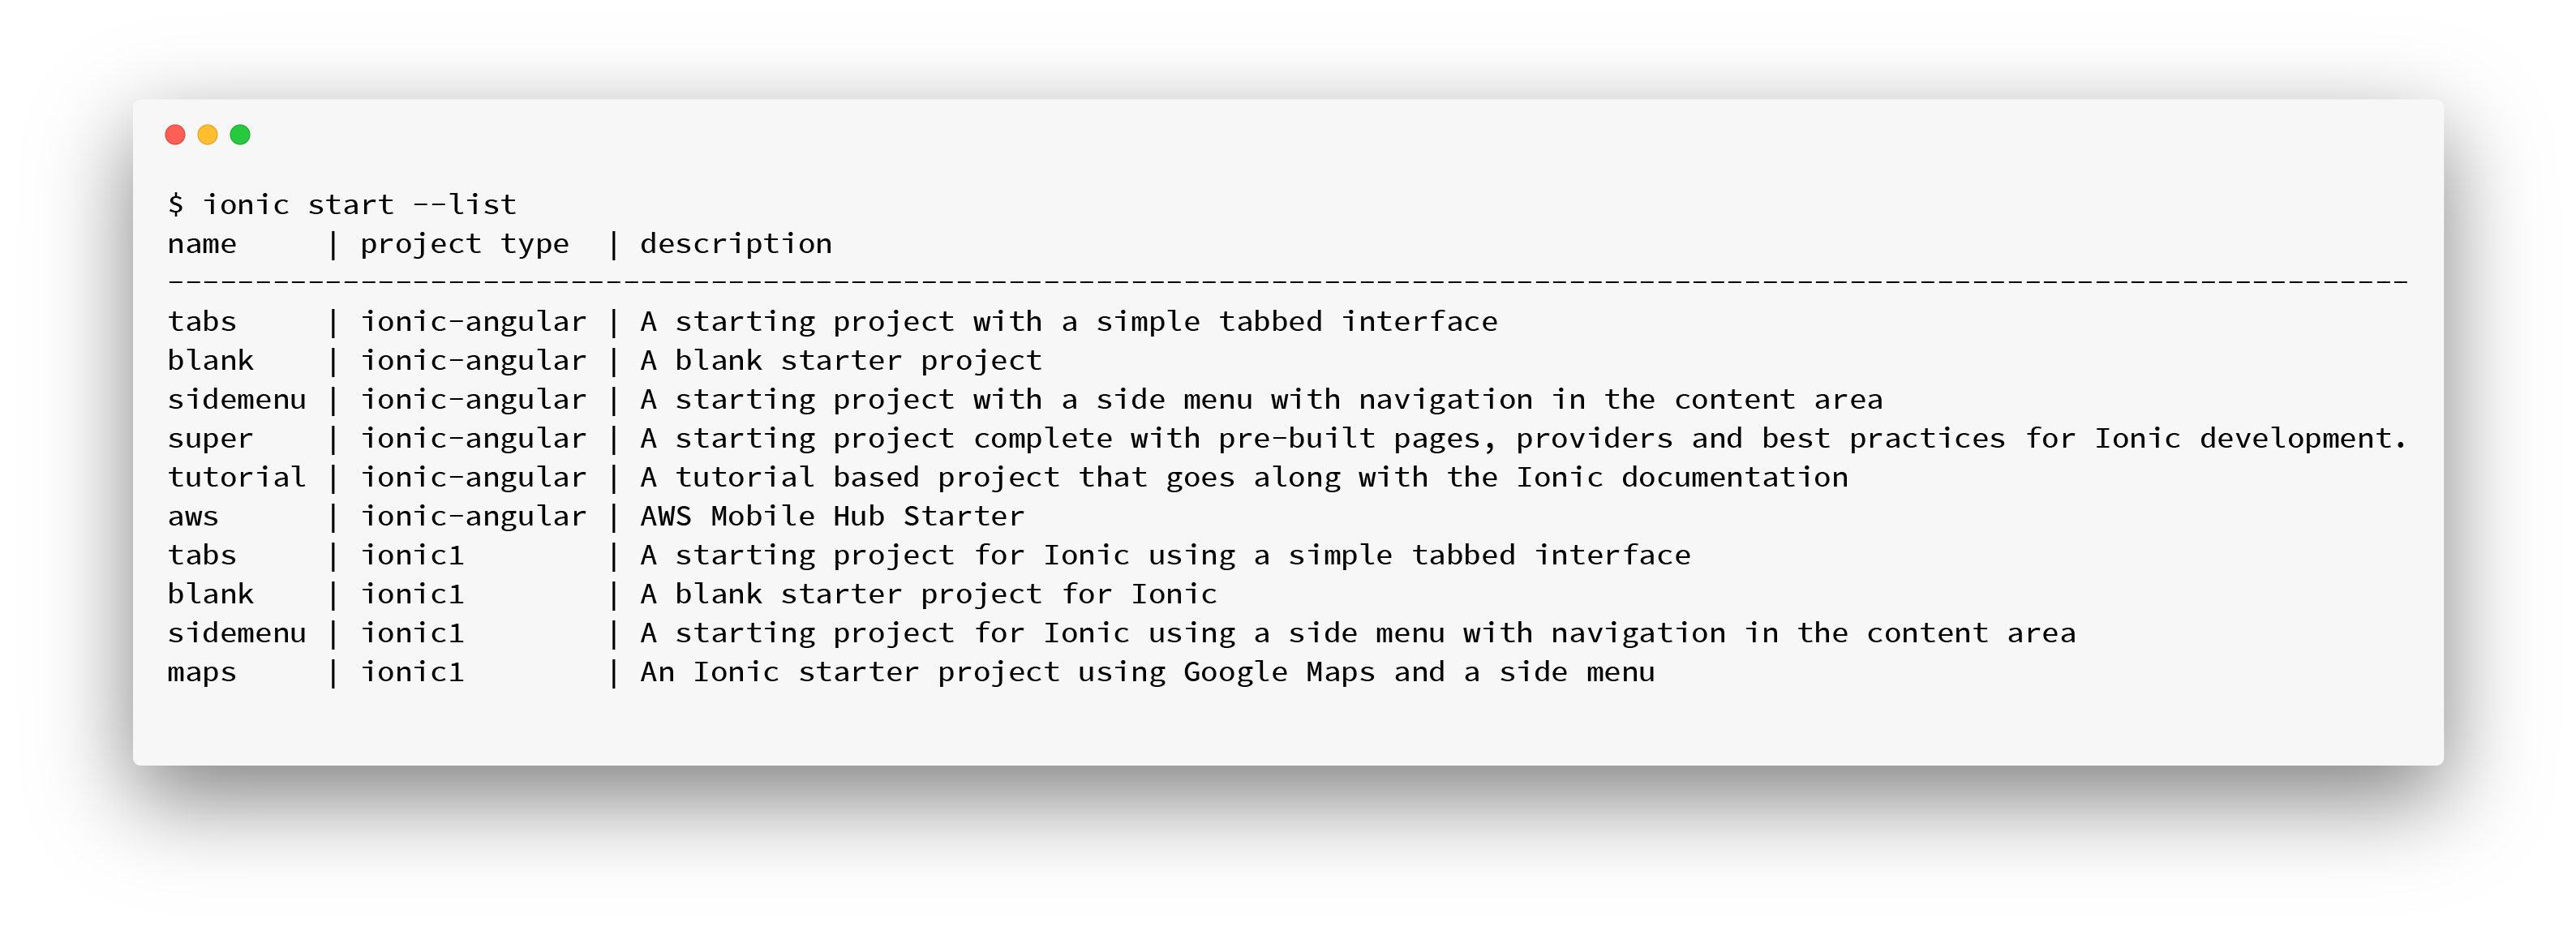 $ ionic start --list
name     | project type  | description
--------------------------------------------------------------------------------------------------------------------------------
tabs     | ionic-angular | A starting project with a simple tabbed interface
blank    | ionic-angular | A blank starter project
sidemenu | ionic-angular | A starting project with a side menu with navigation in the content area
super    | ionic-angular | A starting project complete with pre-built pages, providers and best practices for Ionic development.
tutorial | ionic-angular | A tutorial based project that goes along with the Ionic documentation
aws      | ionic-angular | AWS Mobile Hub Starter
tabs     | ionic1        | A starting project for Ionic using a simple tabbed interface
blank    | ionic1        | A blank starter project for Ionic
sidemenu | ionic1        | A starting project for Ionic using a side menu with navigation in the content area
maps     | ionic1        | An Ionic starter project using Google Maps and a side menu